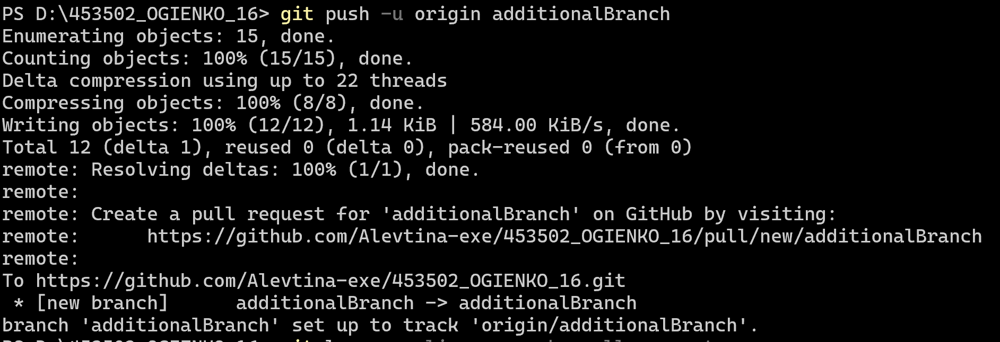 PS D:\453502_OGIENKO_16> git push -u origin additionalBranch
Enumerating objects: 15, done.
Counting objects: 100% (15/15), done.
Delta compression using up to 22 threads
Compressing objects: 100% (8/8), done.
Writing objects: 100% (12/12), 1.14 KiB | 584.00 KiB/s, done.
Total 12 (delta 1), reused 0 (delta 0), pack-reused 0 (from 0)
remote: Resolving deltas: 100% (1/1), done.
remote:
remote: Create a pull request for 'additionalBranch' on GitHub by visiting:
remote:      https://github.com/Alevtina-exe/453502_OGIENKO_16/pull/new/additionalBranch
remote:
To https://github.com/Alevtina-exe/453502_OGIENKO_16.git
 * [new branch]      additionalBranch -> additionalBranch
branch 'additionalBranch' set up to track 'origin/additionalBranch'.
PS D:\453502_OGIENKO_16> git